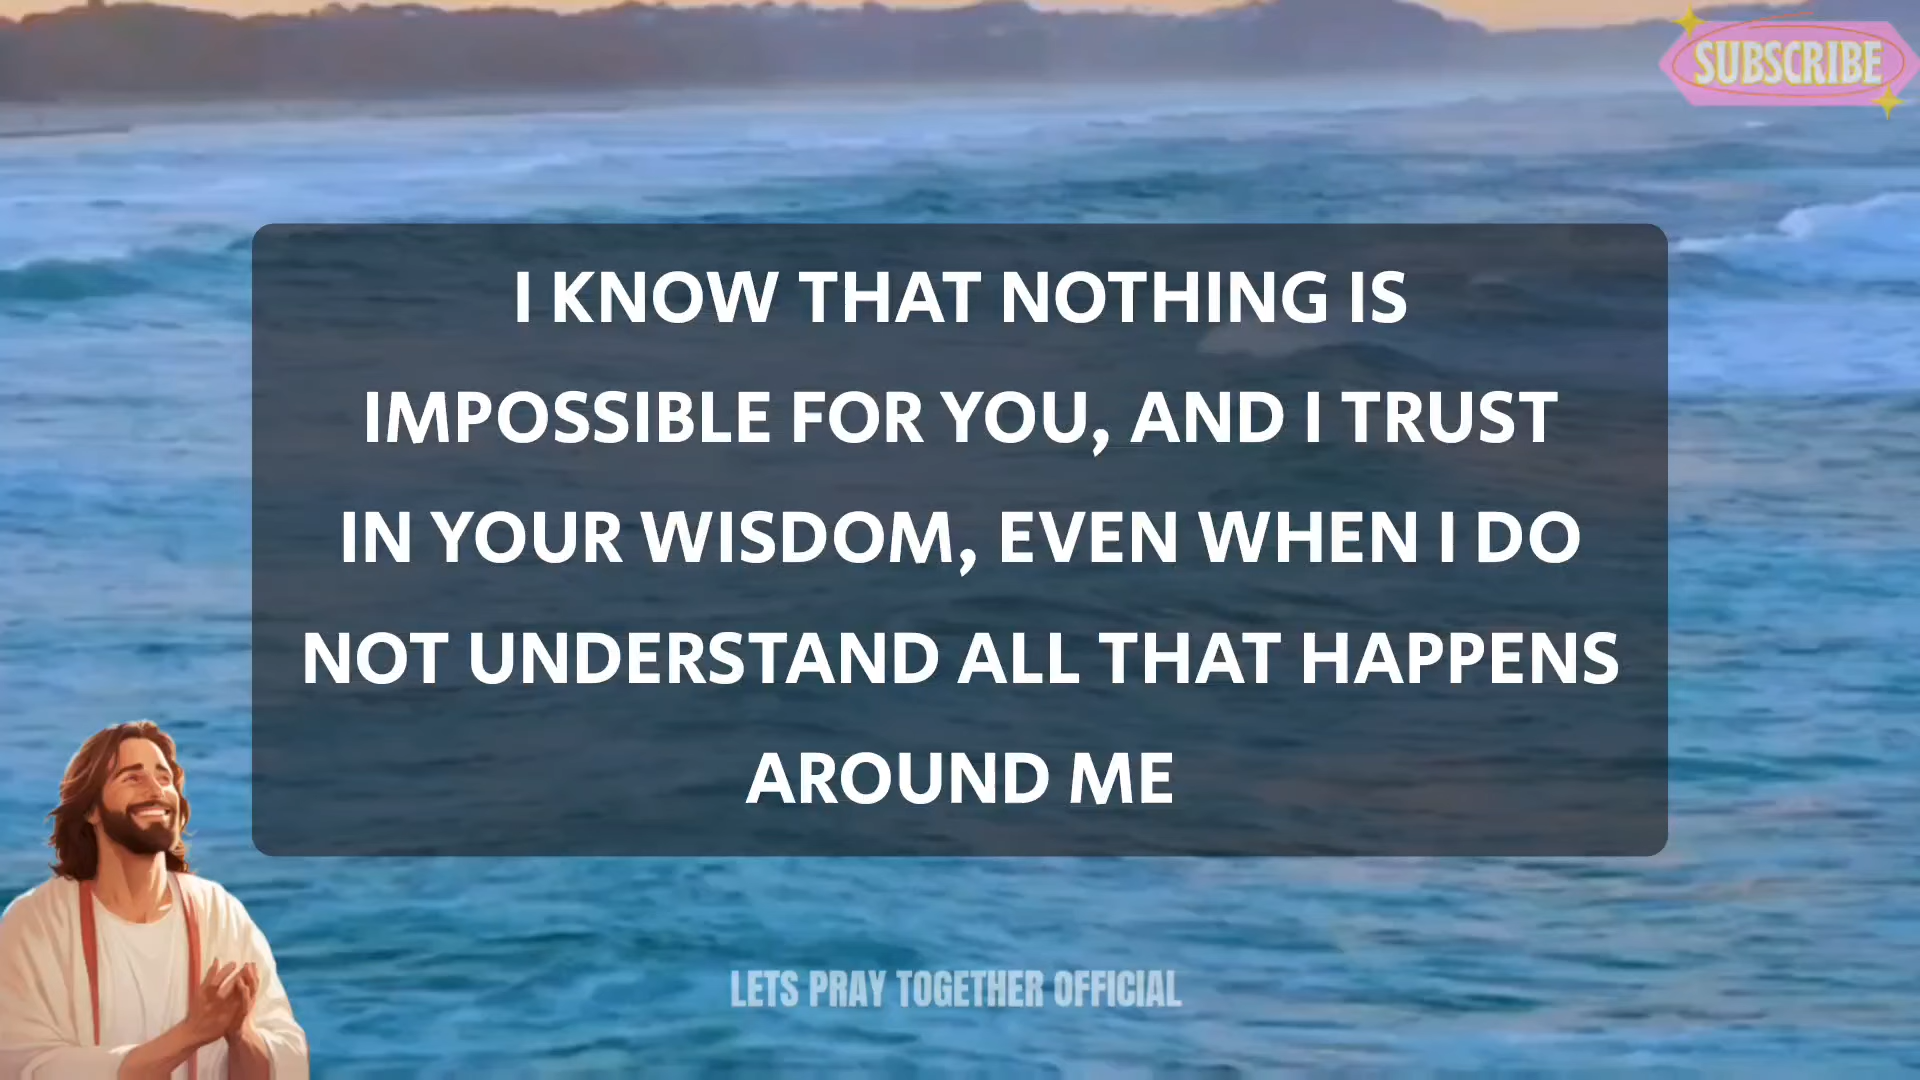 SUBSCRIBE
I KNOW THAT NOTHING IS
IMPOSSIBLE FOR YOU, AND I TRUST
IN YOUR WISDOM, EVEN WHEN I DO
NOT UNDERSTAND ALL THAT HAPPENS
AROUND ME
LETS PRAY TOGETHER OFFICIAL